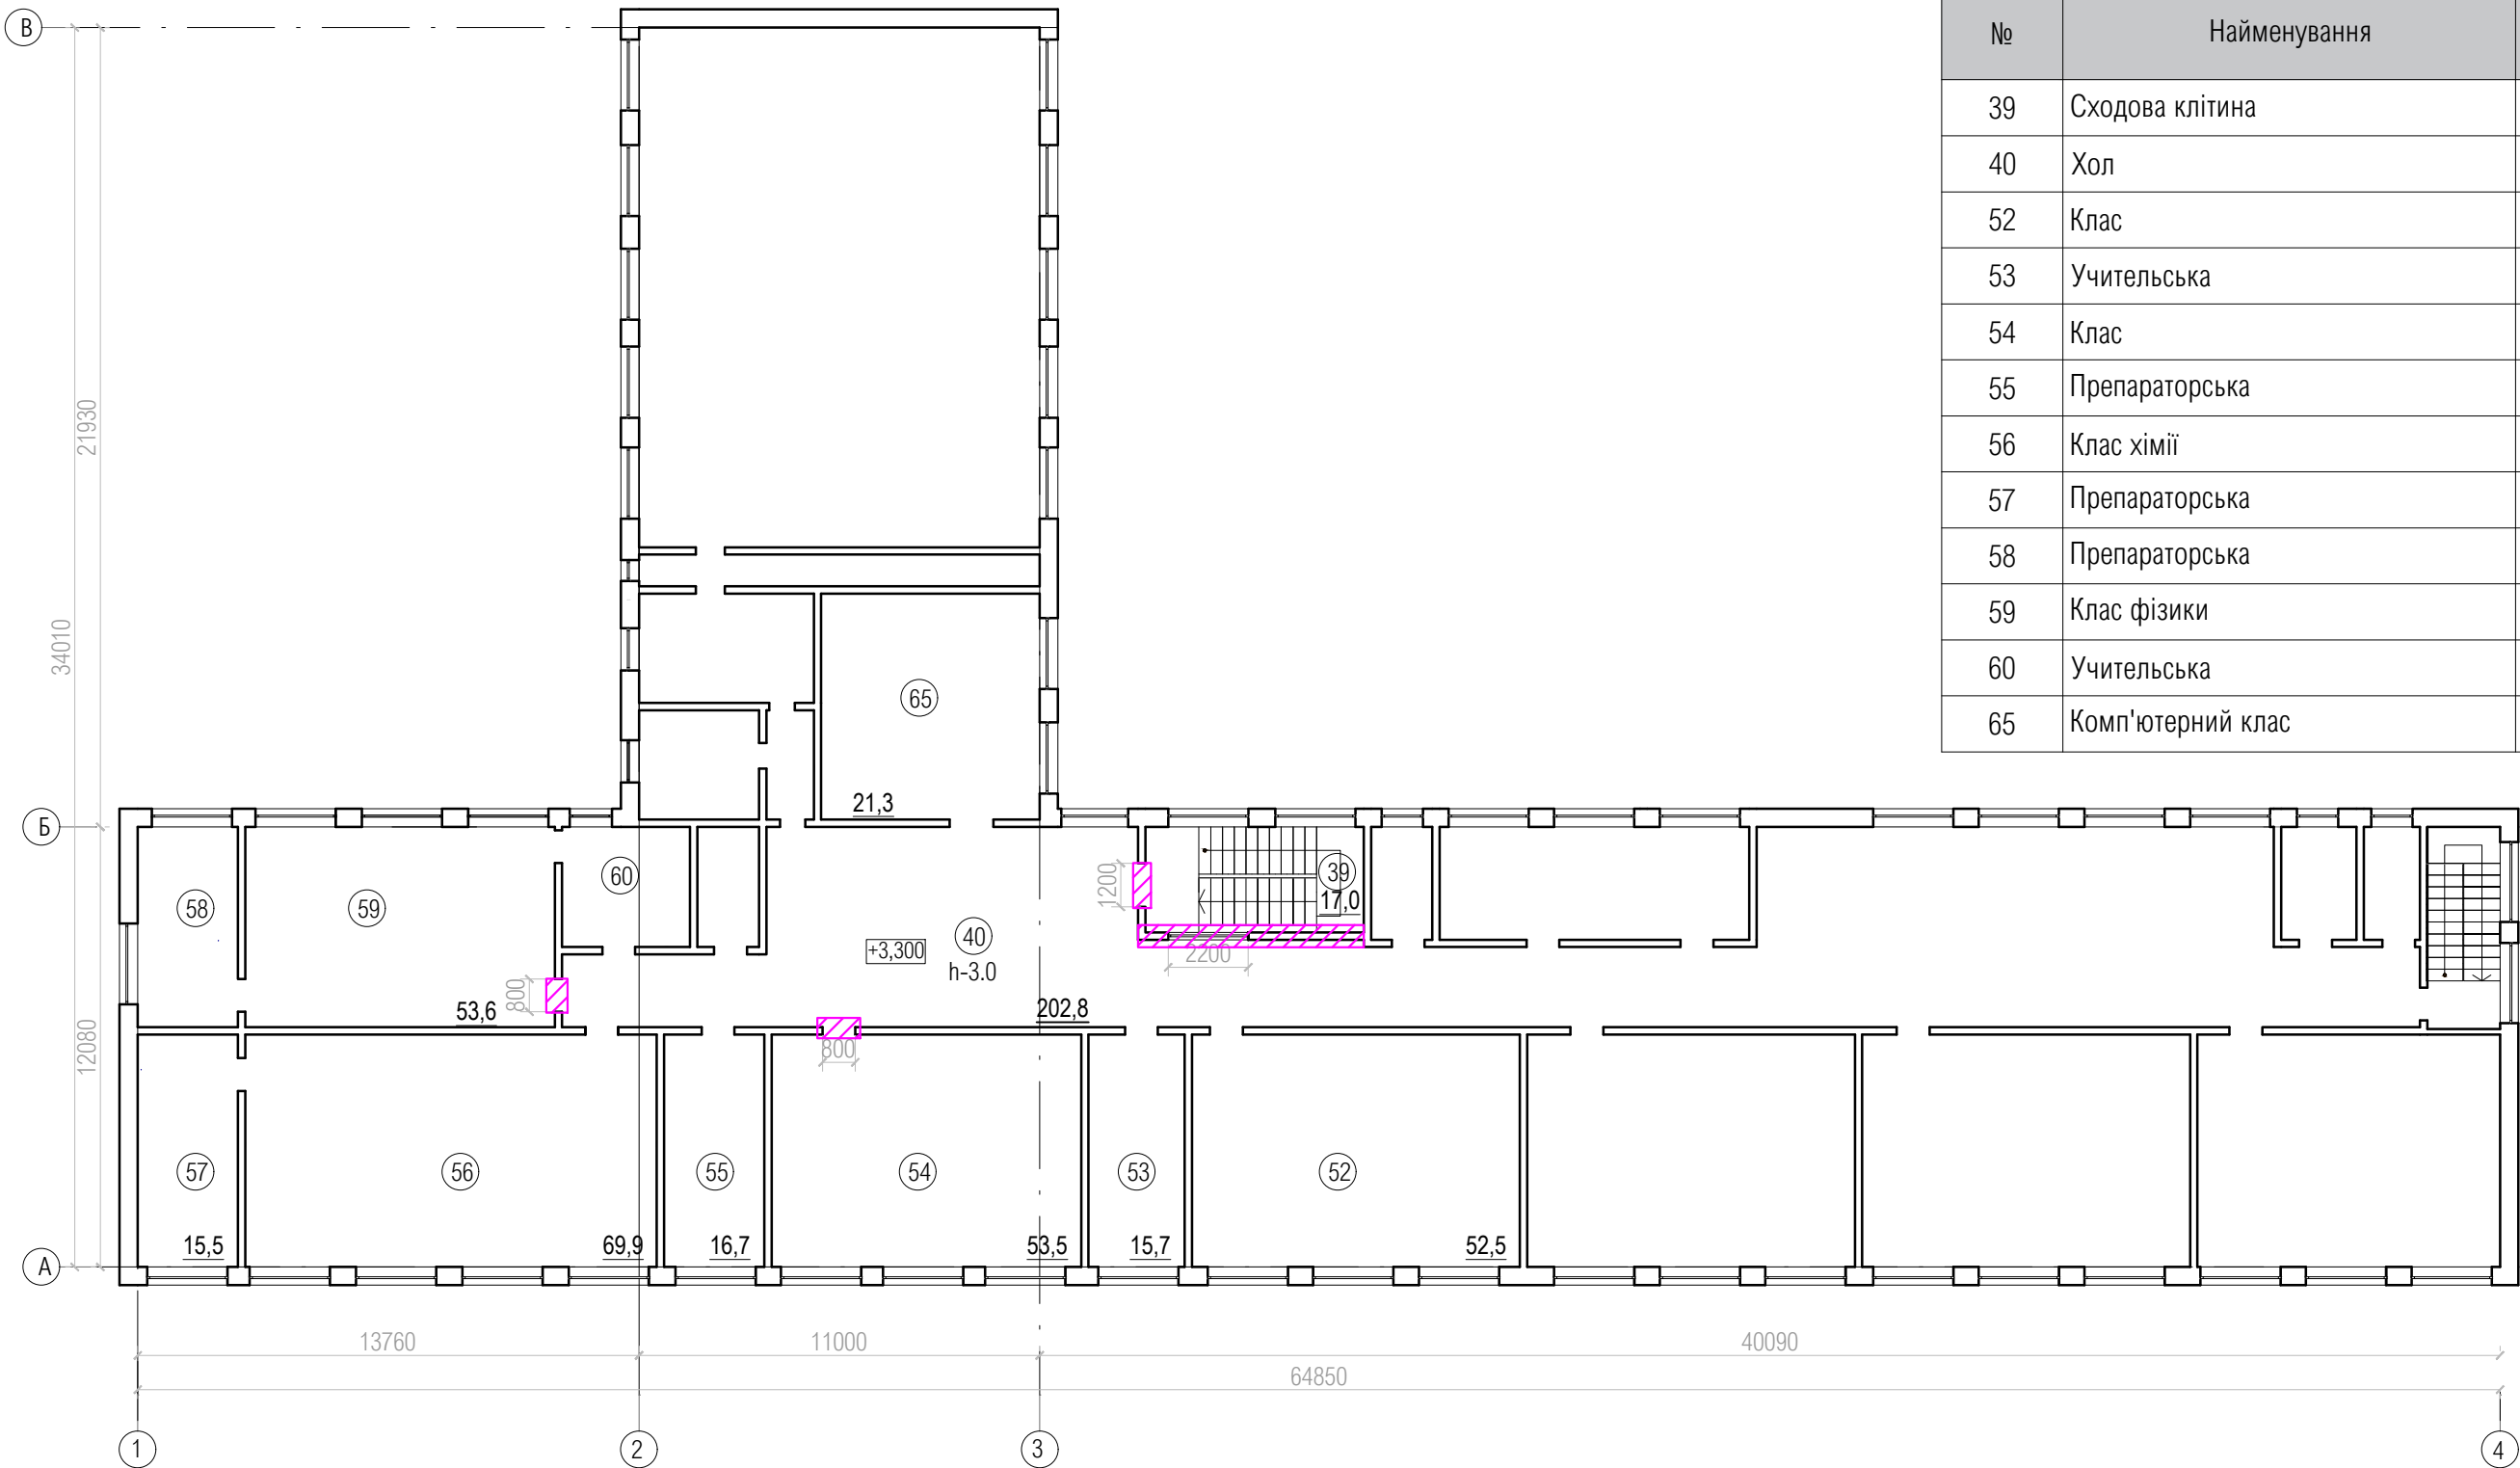 № Найменування
39 Сходова клітина
40 Хол
52 Клас
53 Учительська
54 Клас
55 Препараторська
56 Клас хімії
57 Препараторська
58 Препараторська
59 Клас фізики
60 Учительська
65 Комп'ютерний клас
В
21930
34010
65
21,3
Б
60
39
1200
17,0
58
59
40
+3,300
2200
h-3.0
800
53,6
202,8
12080
800
57
56
55
54
53
52
15,5
69,9
16,7
53,5
15,7
52,5
А
13760
11000
40090
64850
1
2
3
4